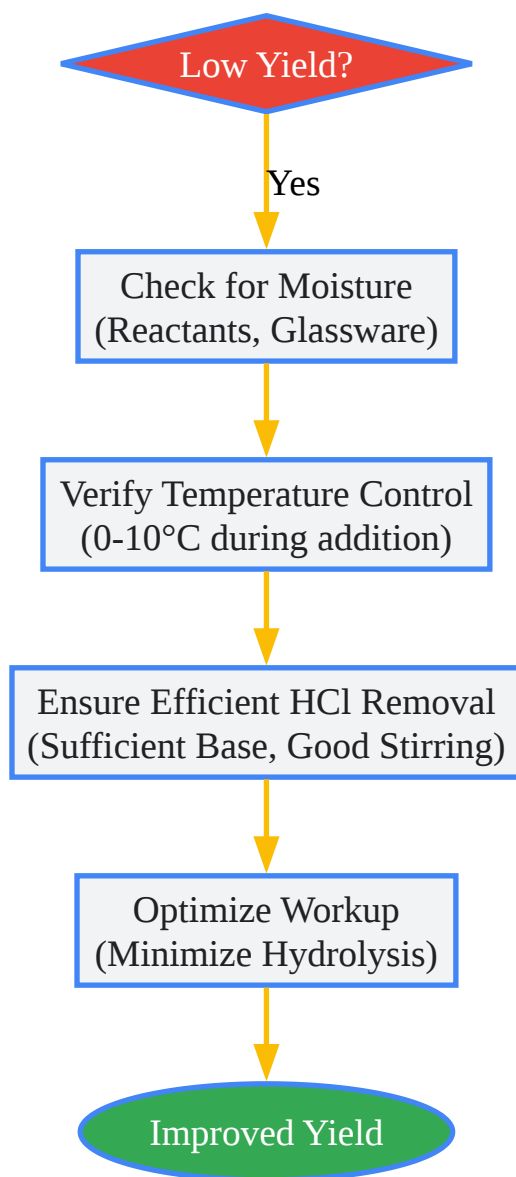 Low Yield?
Yes
Check for Moisture
(Reactants, Glassware)
Verify Temperature Control
(0-10°C during addition)
Ensure Efficient HCl Removal
(Sufficient Base, Good Stirring)
Optimize Workup
(Minimize Hydrolysis)
Improved Yield